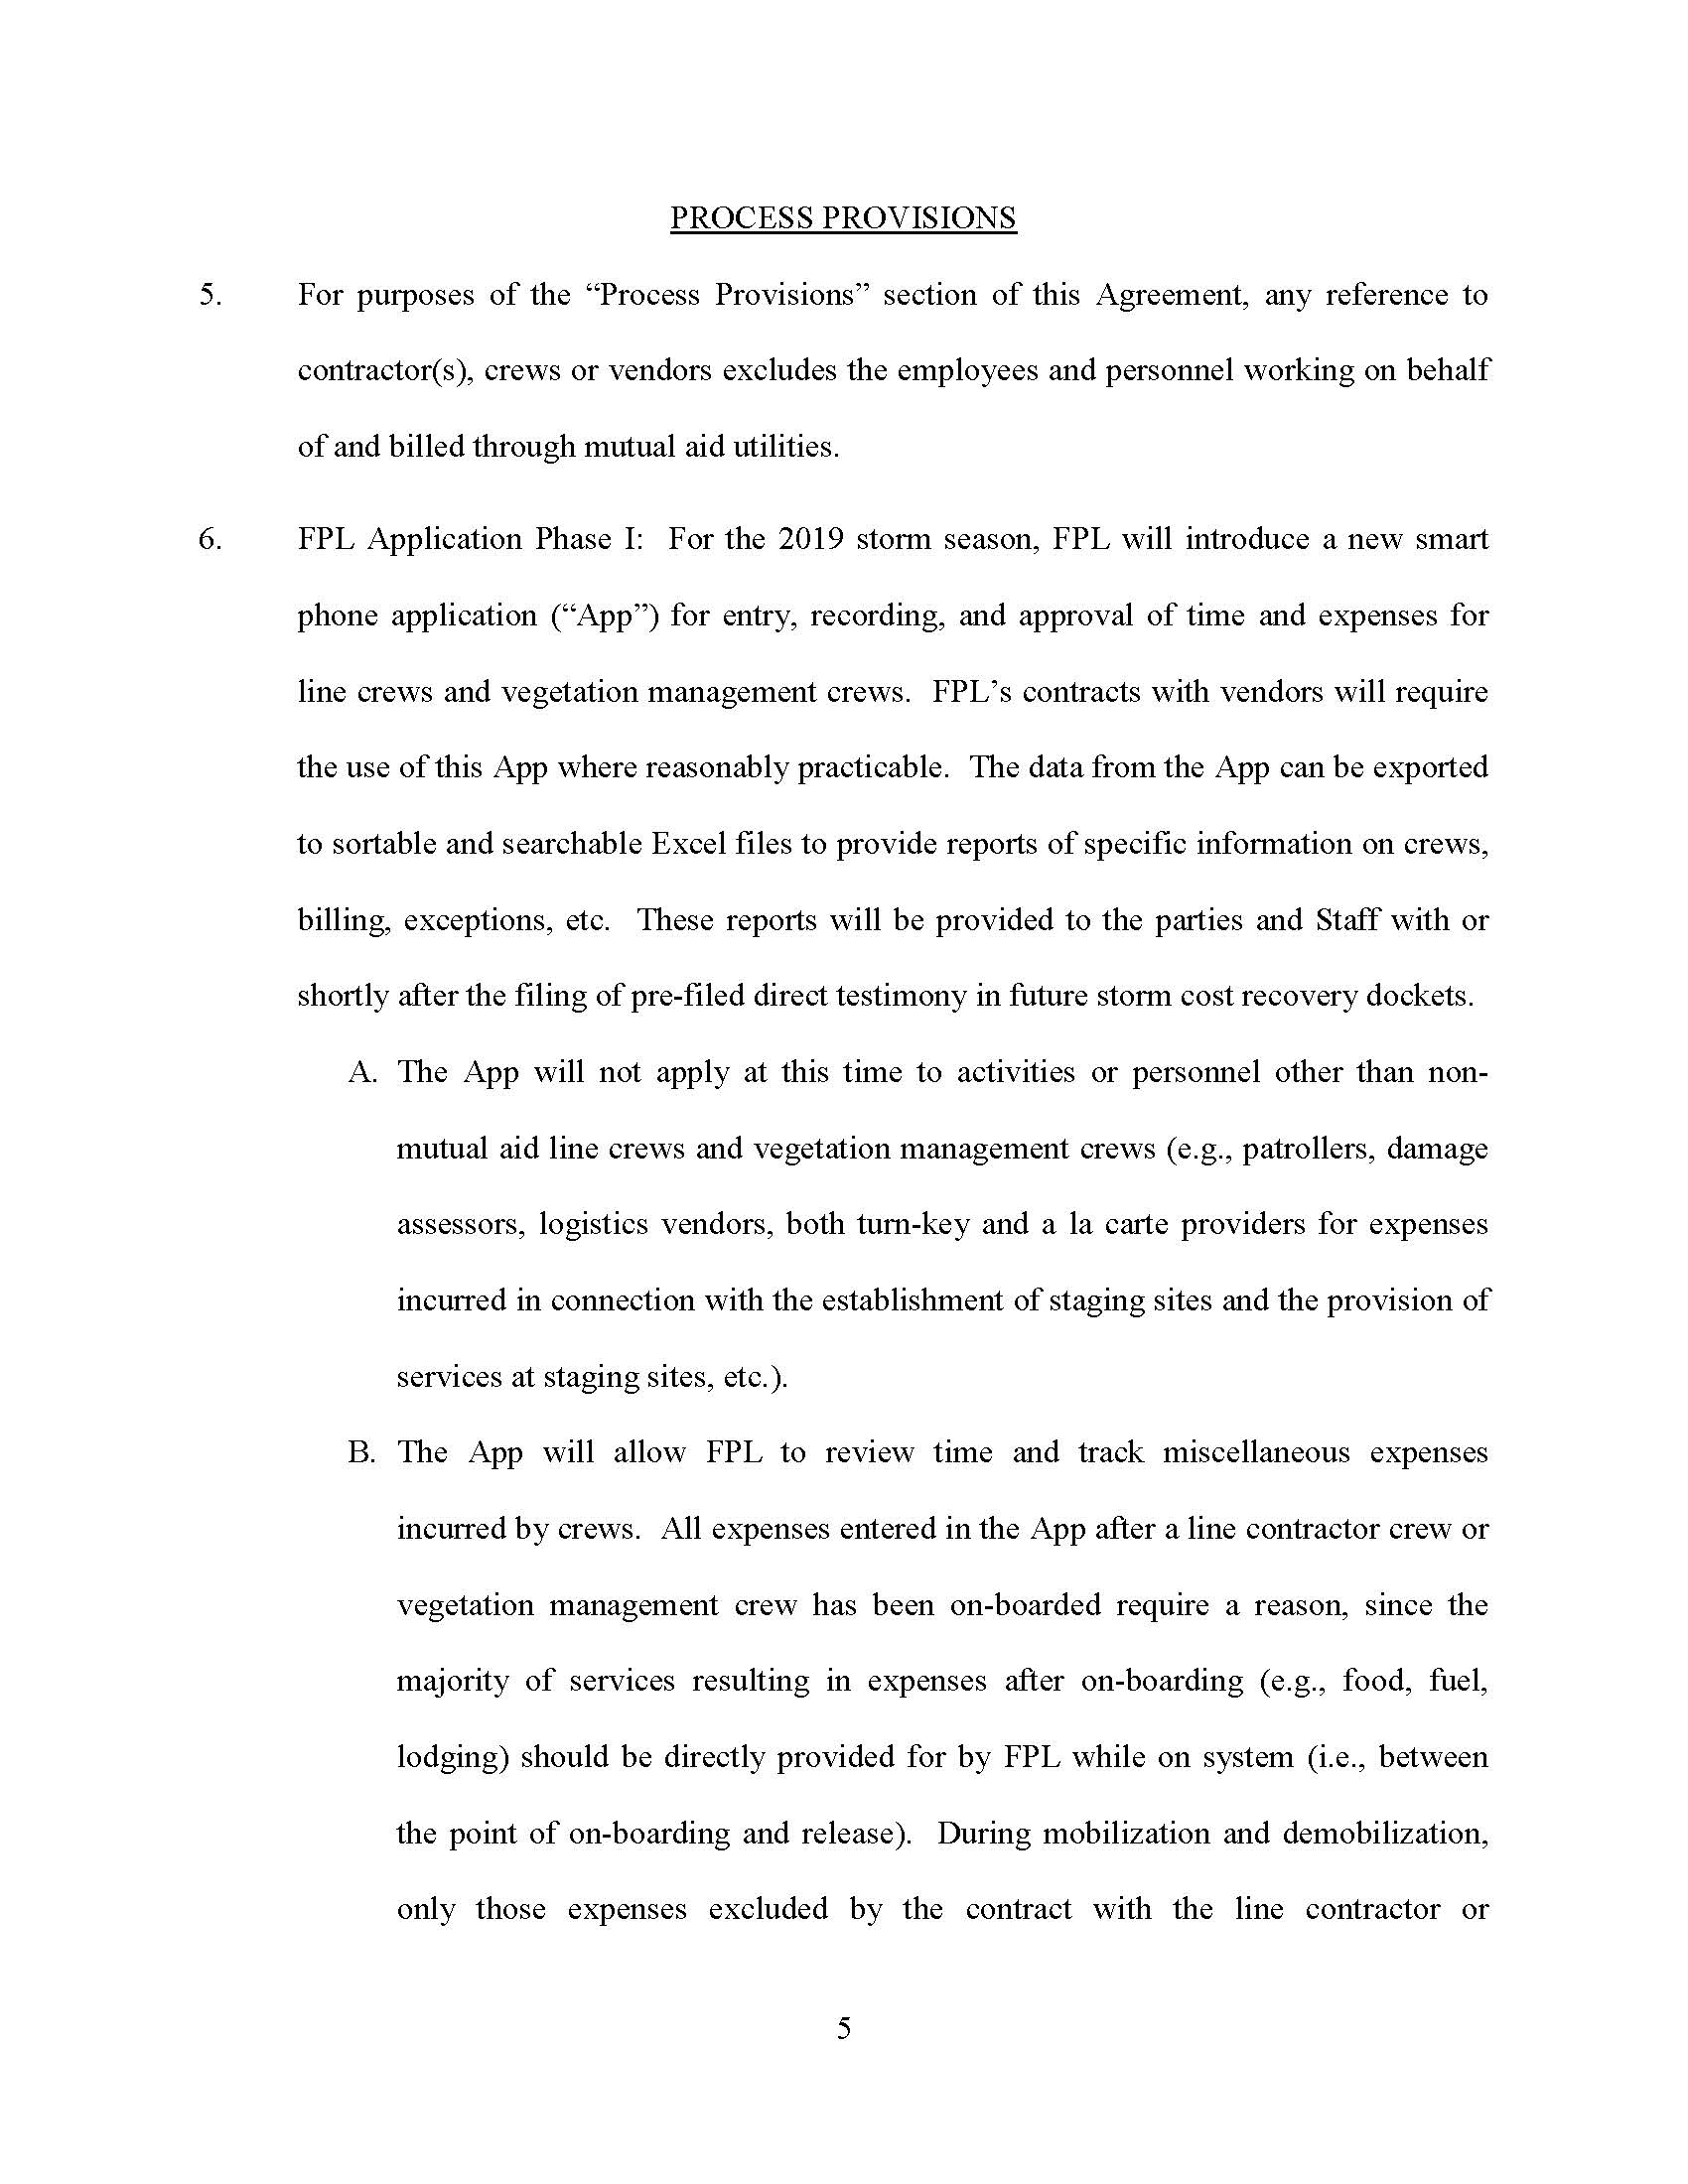 PROCESS PROVISIONS
5. For purposes of the “Process Provisions” section of this Agreement, any reference to
contractor(s), crews or vendors excludes the employees and personnel working on behalf
of and billed through mutual aid utilities.
6. FPL Application Phase I:  For the 2019 storm season, FPL will introduce a new smart
phone application (“App”) for entry, recording, and approval of time and expenses for
line crews and vegetation management crews.  FPL’s contracts with vendors will require
the use of this App where reasonably practicable.  The data from the App can be exported
to sortable and searchable Excel files to provide reports of specific information on crews,
billing, exceptions, etc.  These reports will be provided to the parties and Staff with or
shortly after the filing of pre-filed direct testimony in future storm cost recovery dockets.
A. The App will not apply at this time to activities or personnel other than non-
mutual aid line crews and vegetation management crews (e.g., patrollers, damage
assessors, logistics vendors, both turn-key and a la carte providers for expenses
incurred in connection with the establishment of staging sites and the provision of
services at staging sites, etc.).
B. The App will allow FPL to review time and track miscellaneous expenses
incurred by crews.  All expenses entered in the App after a line contractor crew or
vegetation management crew has been on-boarded require a reason, since the
majority of services resulting in expenses after on-boarding (e.g., food, fuel,
lodging) should be directly provided for by FPL while on system (i.e., between
the point of on-boarding and release).  During mobilization and demobilization,
only those expenses excluded by the contract with the line contractor or
5